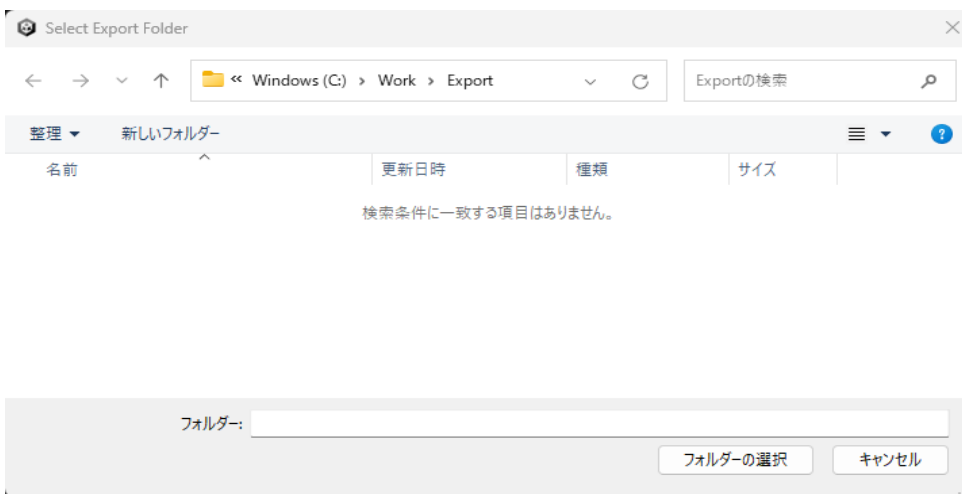 Select Export Folder
« Windows (C:) › Work › Export
Exportの検索
整理 新しいフォルダー
名前 更新日時 種類 サイズ
検索条件に一致する項目はありません。
フォルダー:
フォルダーの選択 キャンセル